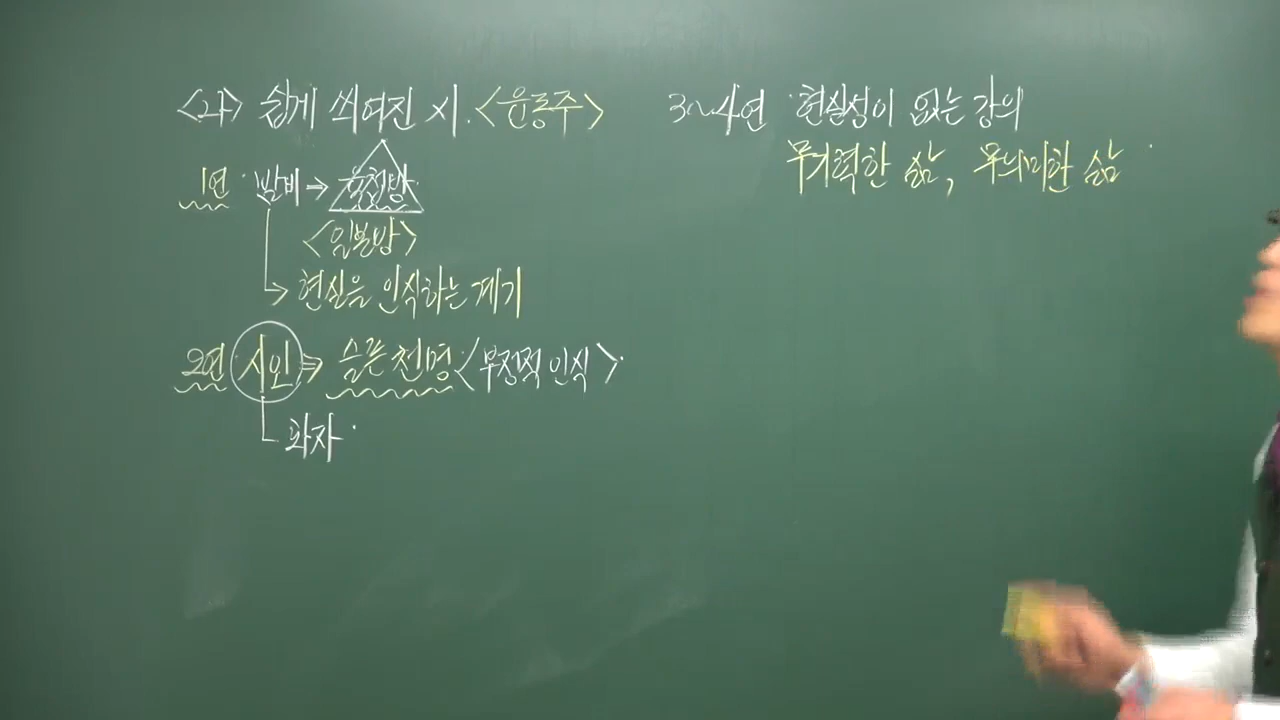 <2고> 쉽게 씌여진 시. <윤동주>
1연 · 밤비 ⇒ 육첩방
<일본방>
→ 현실을 인식하는 계기
2연 시인 ⇒ 슬픈 천명 <부정적 인식>
화자
3~4연 · 현실성이 없는 강의
무기력한 삶, 무의미한 삶